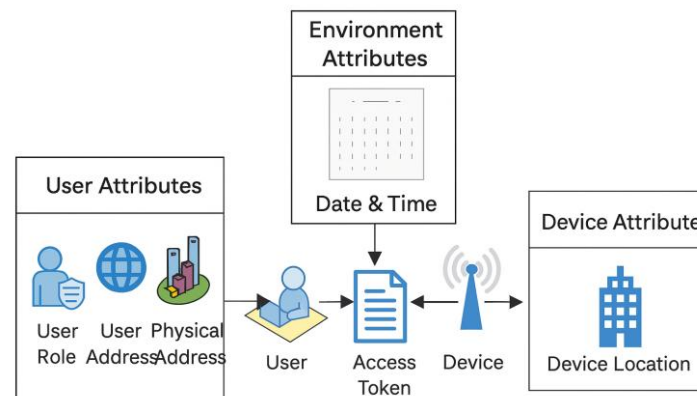 Environment
Attributes
Date & Time
User Attributes
User
Role
User
Address
Physical
Address
User
Access
Token
Device
Device Attribute
Device Location